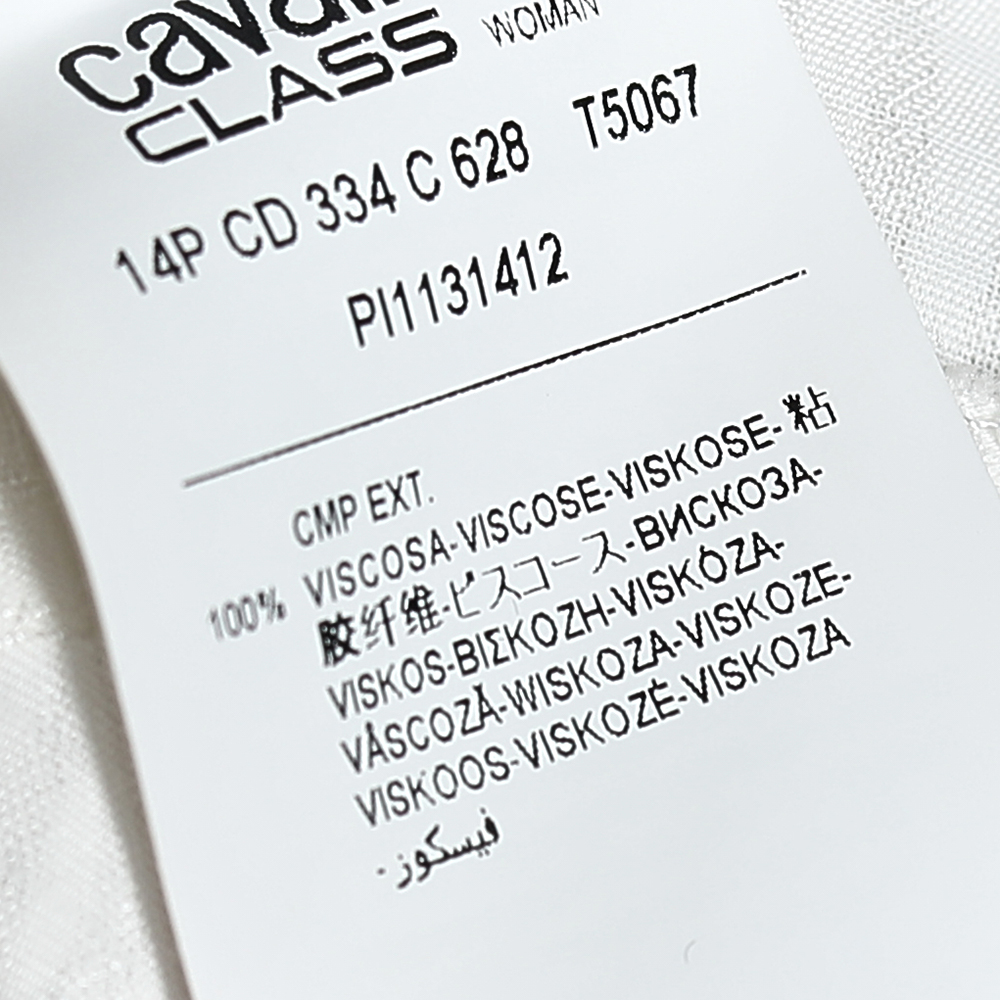 CLASS WOMAN
14P CD 334 C 628 T5067
PI1131412
CMP EXT.
100% VISCOSA-VISCOSE-VISKOSE-粘
胶纤维-ビスコース-ВИСКОЗА-
VISKOS-ΒΙΣΚΟΖΗ-VISKÓZA-
VÂSCOZĂ-WISKOZA-VISKOZE-
VISKOOS-VISKOZĖ-VISKOZA
فيسكوز-